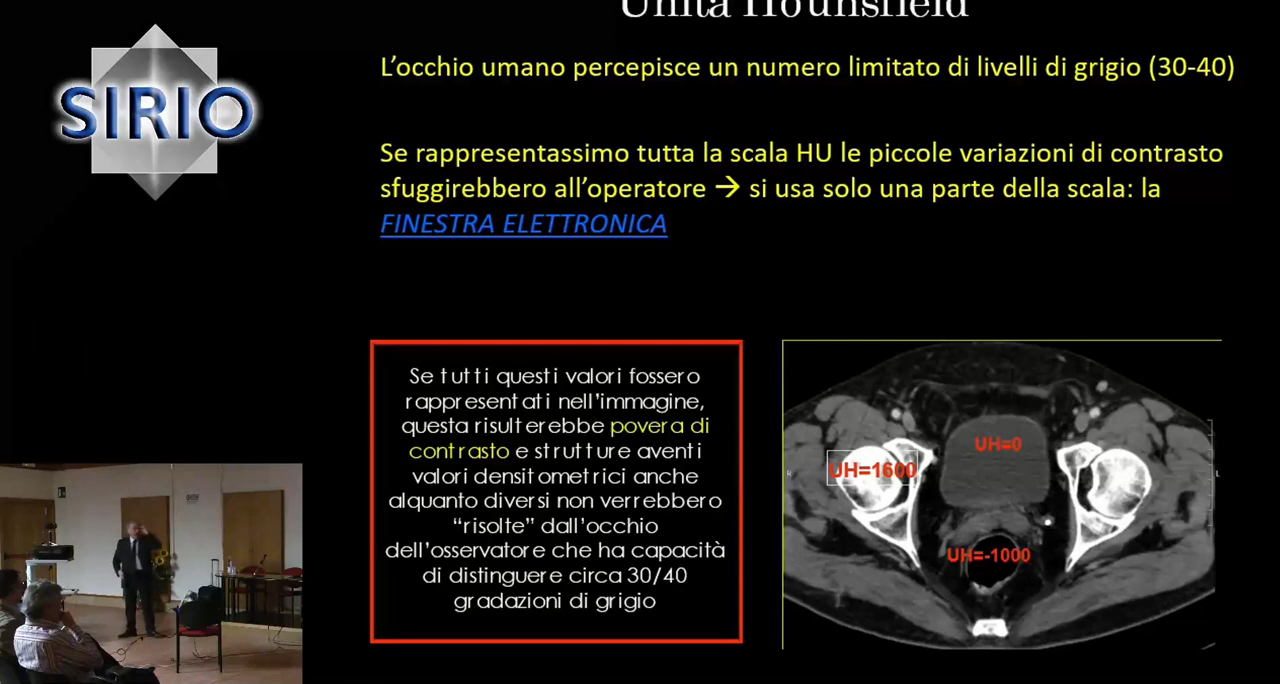 Unità Hounsfield
SIRIO
L'occhio umano percepisce un numero limitato di livelli di grigio (30-40)
Se rappresentassimo tutta la scala HU le piccole variazioni di contrasto
sfuggirebbero all'operatore → si usa solo una parte della scala: la
FINESTRA ELETTRONICA
Se tutti questi valori fossero
rappresentati nell'immagine,
questa risulterebbe povera di
contrasto e strutture aventi
valori densitometrici anche
alquanto diversi non verrebbero
“risolte” dall'occhio
dell'osservatore che ha capacità
di distinguere circa 30/40
gradazioni di grigio
UH=0
UH=1600
UH=-1000
L